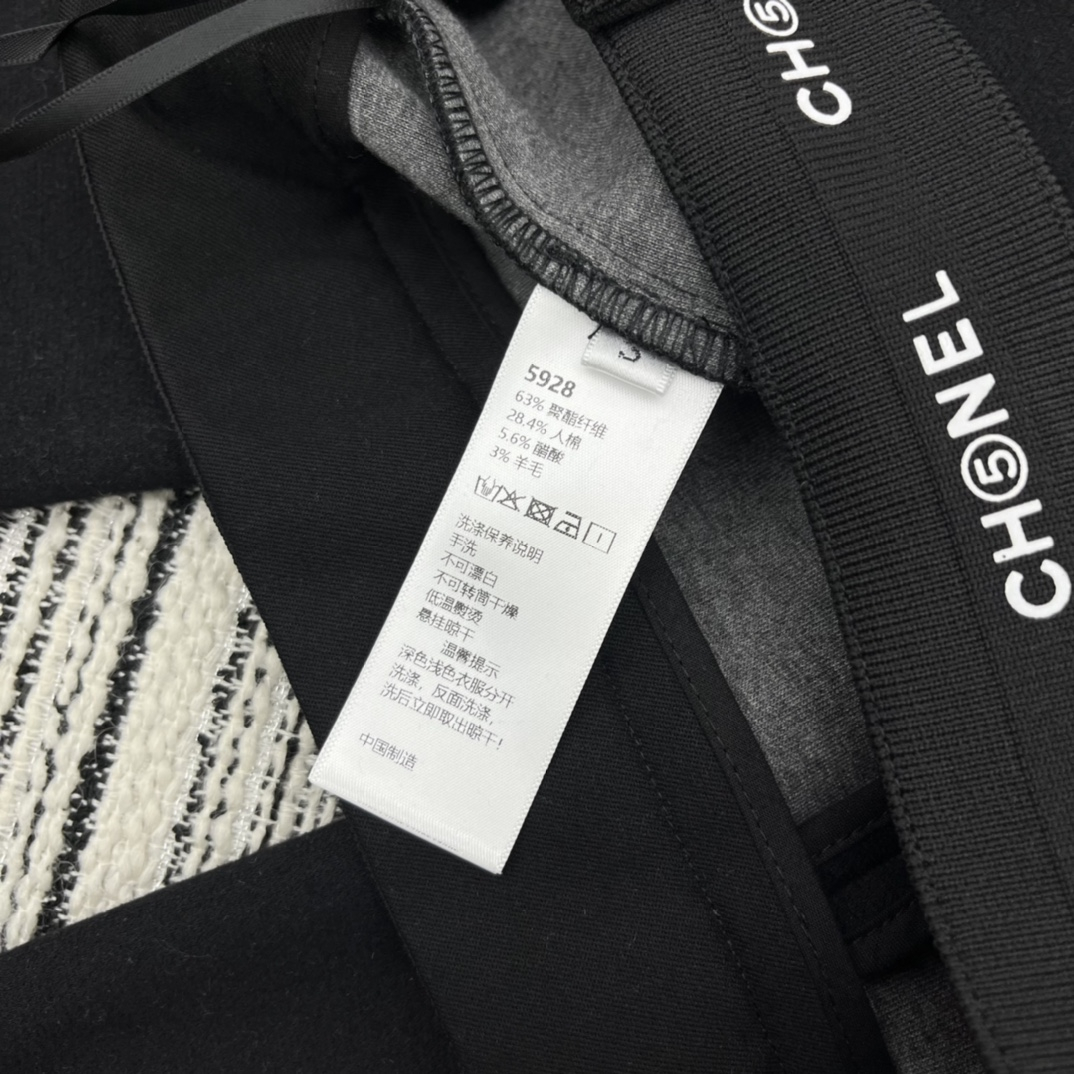 CH⑤
CH⑤NEL
S
5928
63% 聚酯纤维
28.4% 人棉
5.6% 醋酸
3% 羊毛
洗涤保养说明
手洗
不可漂白
不可转筒干燥
低温熨烫
悬挂晾干
温馨提示
深色浅色衣服分开
洗涤，反面洗涤，
洗后立即取出晾干！
中国制造